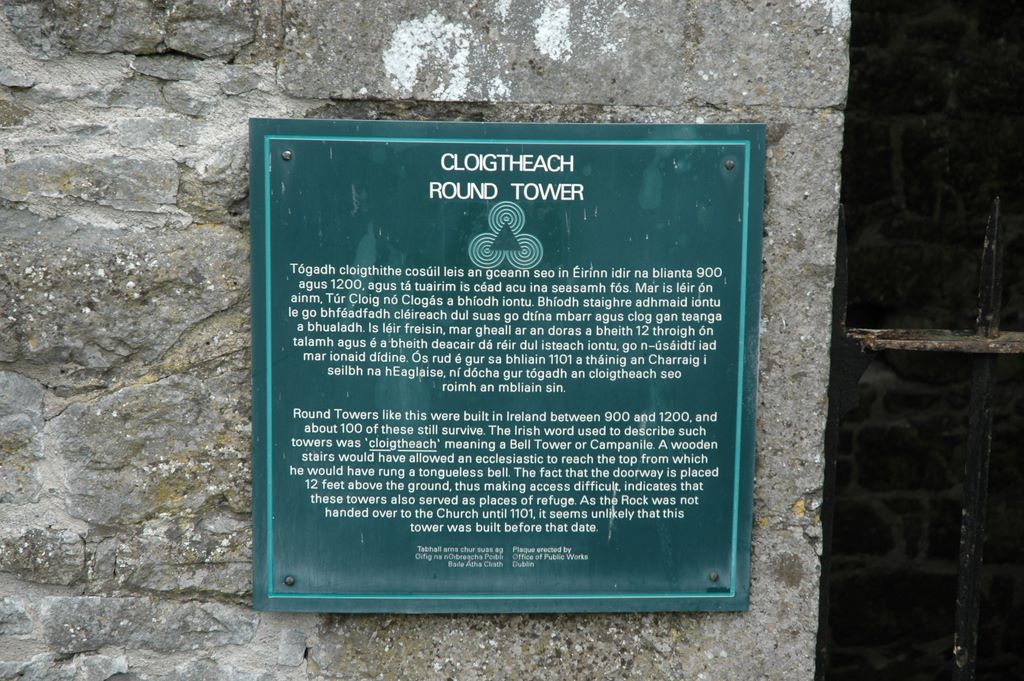 CLOIGTHEACH
ROUND TOWER
Tógadh cloigthithe cosúil leis an gceann seo in Éirinn idir na blianta 900
agus 1200, agus tá tuairim is céad acu ina seasamh fós. Mar is léir ón
ainm, Túr Cloig nó Clogás a bhíodh iontu. Bhíodh staighre adhmaid iontu
le go bhféadfadh cléireach dul suas go dtína mbarr agus clog gan teanga
a bhualadh. Is léir freisin, mar gheall ar an doras a bheith 12 throigh ón
talamh agus é a bheith deacair dá réir dul isteach iontu, go n-úsáidtí iad
mar ionaid dídine. Ós rud é gur sa bhliain 1101 a tháinig an Charraig i
seilbh na hEaglaise, ní dócha gur tógadh an cloigtheach seo
roimh an mbliain sin.
Round Towers like this were built in Ireland between 900 and 1200, and
about 100 of these still survive. The Irish word used to describe such
towers was 'cloigtheach' meaning a Bell Tower or Campanile. A wooden
stairs would have allowed an ecclesiastic to reach the top from which
he would have rung a tongueless bell. The fact that the doorway is placed
12 feet above the ground, thus making access difficult, indicates that
these towers also served as places of refuge. As the Rock was not
handed over to the Church until 1101, it seems unlikely that this
tower was built before that date.
Tabhall arna chur suas ag
Oifig na nOibreacha Poiblí
Baile Átha Cliath
Plaque erected by
Office of Public Works
Dublin